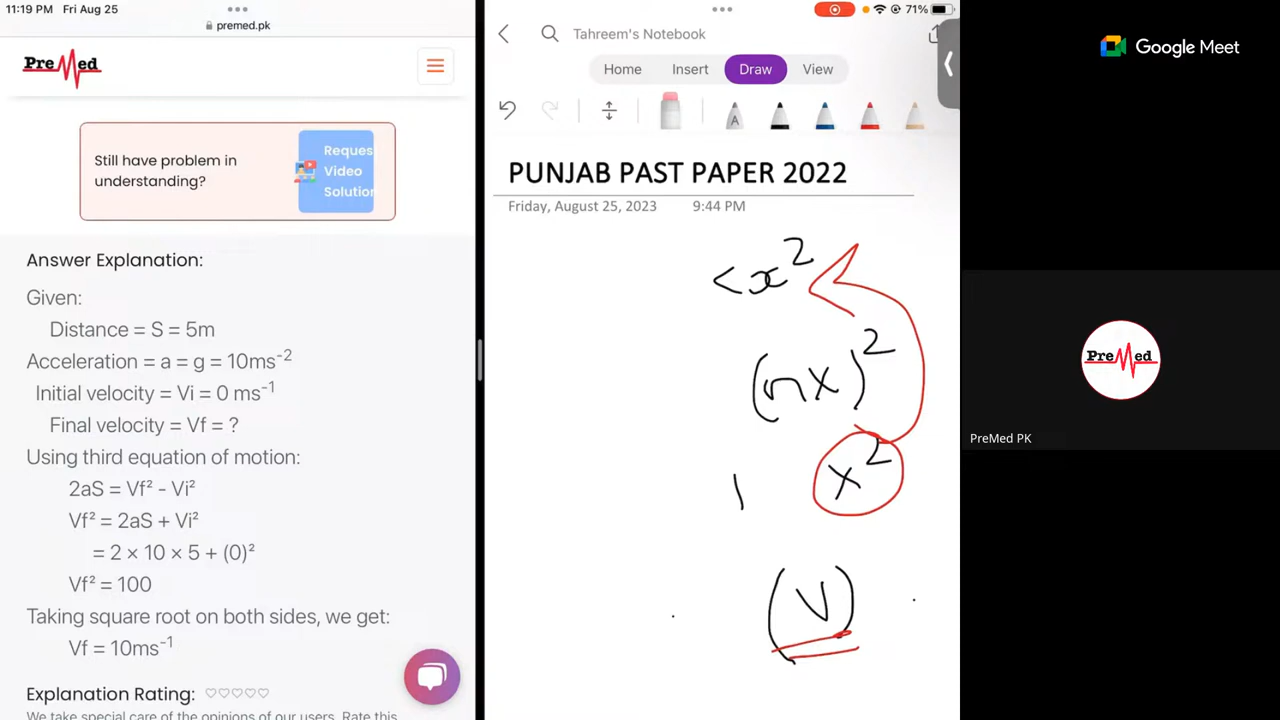 11:19 PM Fri Aug 25
premed.pk
PreMed
Still have problem in
understanding?
Reques
Video
Solution
Answer Explanation:
Given:
Distance = S = 5m
Acceleration = a = g = 10ms⁻²
Initial velocity = Vi = 0 ms⁻¹
Final velocity = Vf = ?
Using third equation of motion:
2aS = Vf² - Vi²
Vf² = 2aS + Vi²
= 2 × 10 × 5 + (0)²
Vf² = 100
Taking square root on both sides, we get:
Vf = 10ms⁻¹
Explanation Rating:
We take special care of the opinions of our users. Rate this
71%
Tahreem's Notebook
Home Insert Draw View
A
PUNJAB PAST PAPER 2022
Friday, August 25, 2023 9:44 PM
<x²
(nx)²
x²
(V)
Google Meet
PreMed
PreMed PK